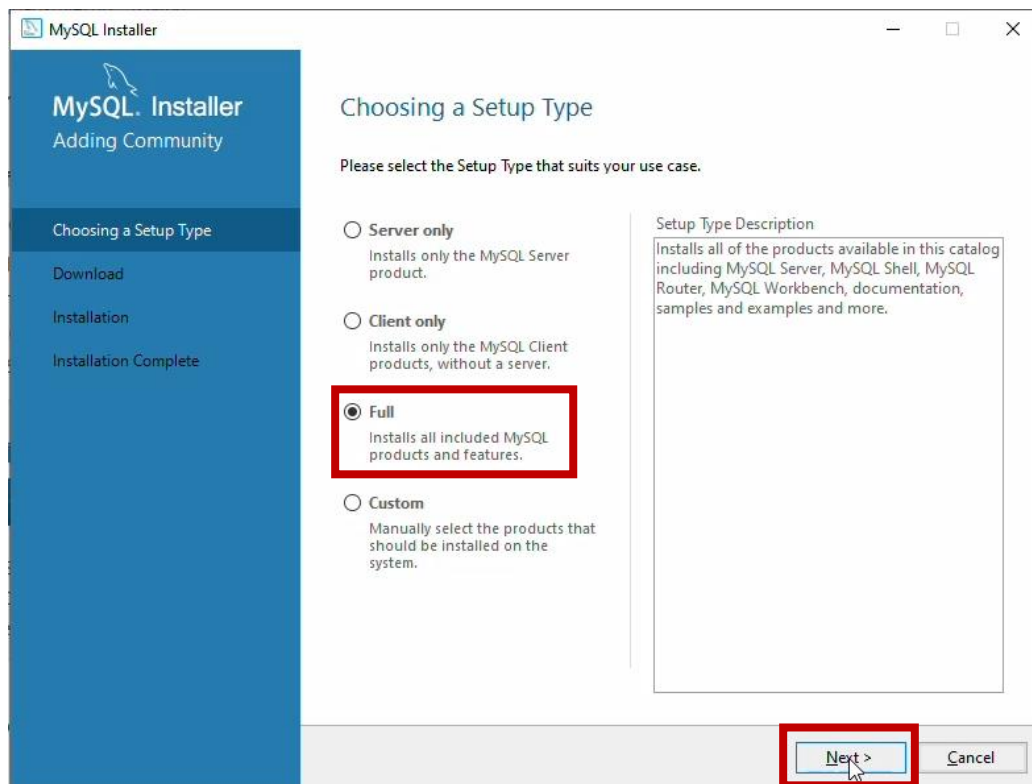 MySQL Installer
MySQL. Installer
Adding Community
Choosing a Setup Type
Download
Installation
Installation Complete
Choosing a Setup Type
Please select the Setup Type that suits your use case.
Server only
Installs only the MySQL Server
product.
Client only
Installs only the MySQL Client
products, without a server.
Full
Installs all included MySQL
products and features.
Custom
Manually select the products that
should be installed on the
system.
Setup Type Description
Installs all of the products available in this catalog
including MySQL Server, MySQL Shell, MySQL
Router, MySQL Workbench, documentation,
samples and examples and more.
Next >
Cancel